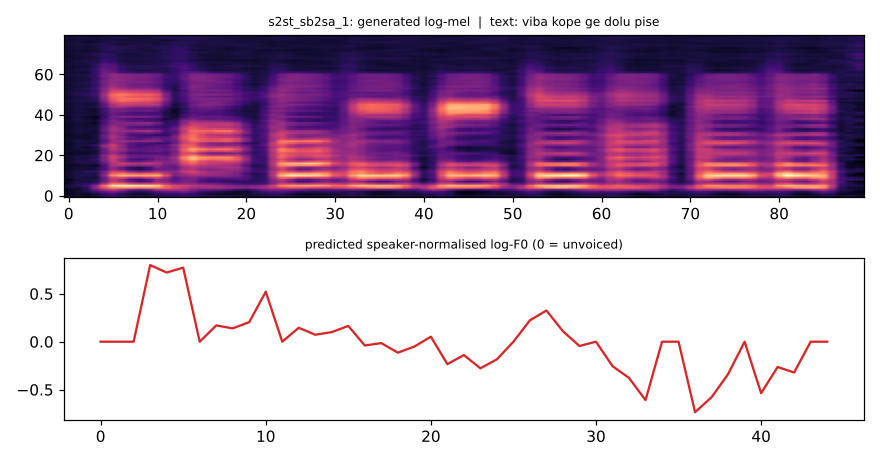 s2st_sb2sa_1: generated log-mel | text: viba kope ge dolu pise
60
40
20
0
0 10 20 30 40 50 60 70 80
predicted speaker-normalised log-F0 (0 = unvoiced)
0.5
0.0
−0.5
0 10 20 30 40